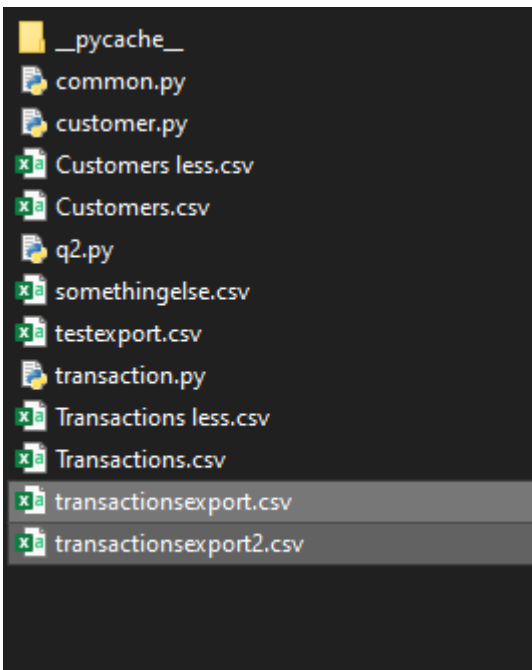 __pycache__
common.py
customer.py
Customers less.csv
Customers.csv
q2.py
somethingelse.csv
testexport.csv
transaction.py
Transactions less.csv
Transactions.csv
transactionsexport.csv
transactionsexport2.csv